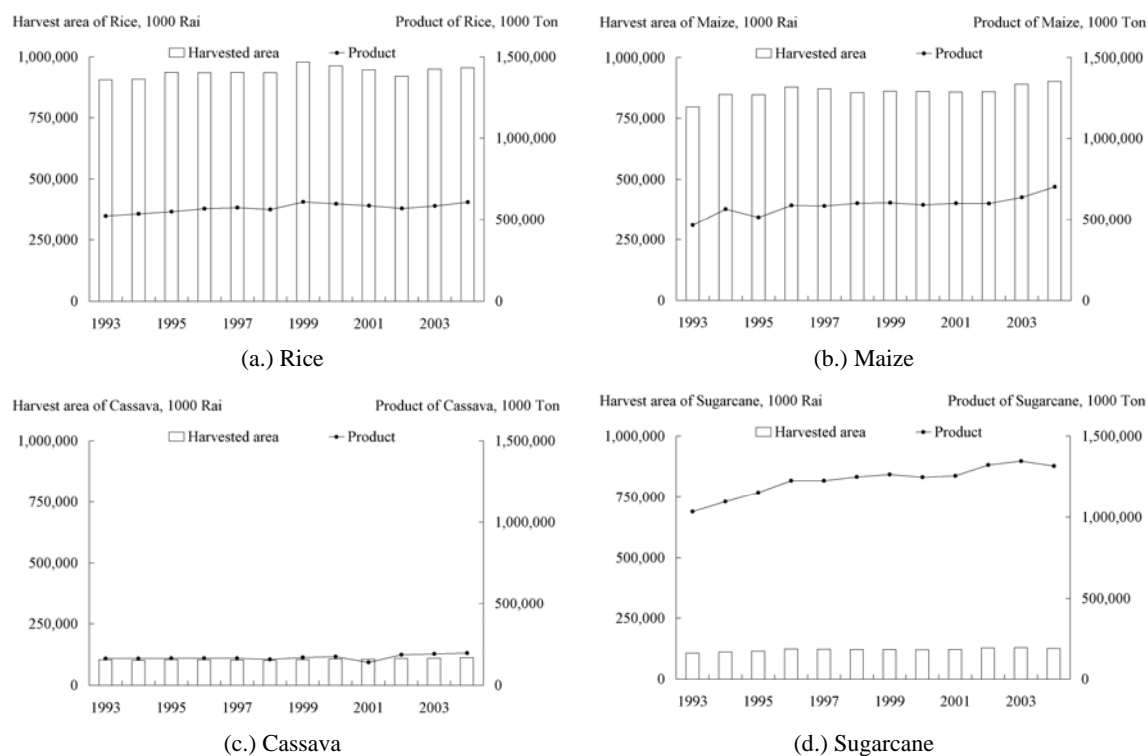 Harvest area of Rice, 1000 Rai Product of Rice, 1000 Ton
Harvested area Product
1,000,000 1,500,000
750,000
1,000,000
500,000
500,000
250,000
0 0
1993 1995 1997 1999 2001 2003
(a.) Rice
Harvest area of Maize, 1000 Rai Product of Maize, 1000 Ton
Harvested area Product
1,000,000 1,500,000
750,000
1,000,000
500,000
500,000
250,000
0 0
1993 1995 1997 1999 2001 2003
(b.) Maize
Harvest area of Cassava, 1000 Rai Product of Cassava, 1000 Ton
Harvested area Product
1,000,000 1,500,000
750,000
1,000,000
500,000
500,000
250,000
0 0
1993 1995 1997 1999 2001 2003
(c.) Cassava
Harvest area of Sugarcane, 1000 Rai Product of Sugarcane, 1000 Ton
Harvested area Product
1,000,000 1,500,000
750,000
1,000,000
500,000
500,000
250,000
0 0
1993 1995 1997 1999 2001 2003
(d.) Sugarcane